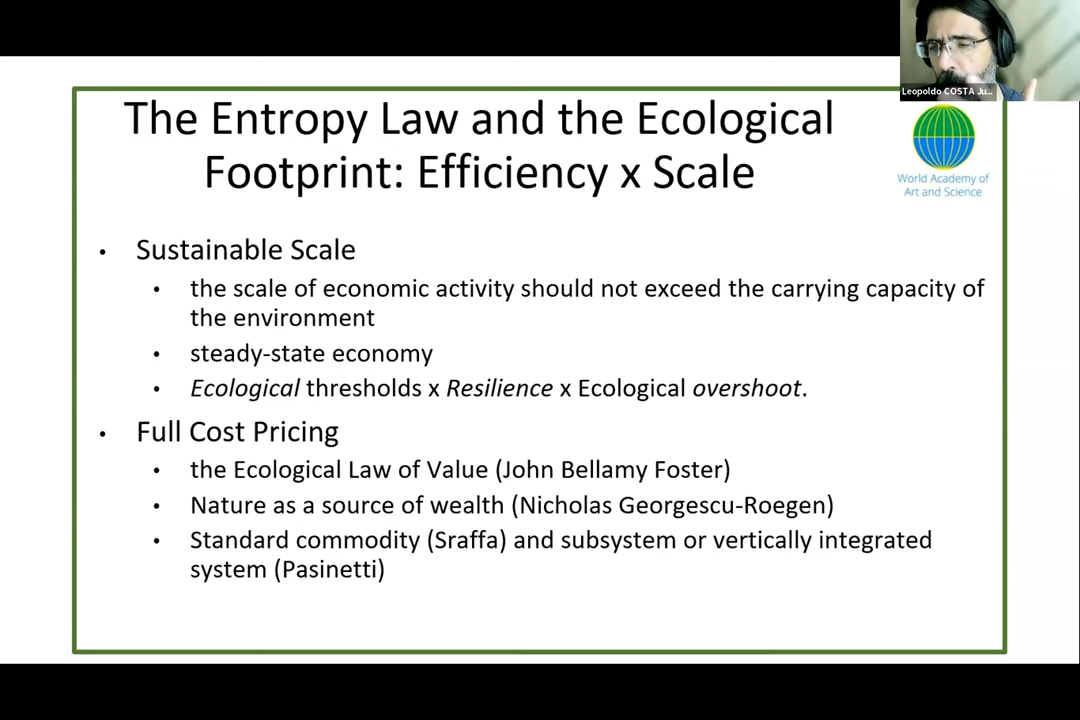 Leopoldo COSTA Ju...
The Entropy Law and the Ecological
Footprint: Efficiency x Scale
World Academy of
Art and Science
• Sustainable Scale
• the scale of economic activity should not exceed the carrying capacity of
the environment
• steady-state economy
• Ecological thresholds x Resilience x Ecological overshoot.
• Full Cost Pricing
• the Ecological Law of Value (John Bellamy Foster)
• Nature as a source of wealth (Nicholas Georgescu-Roegen)
• Standard commodity (Sraffa) and subsystem or vertically integrated
system (Pasinetti)